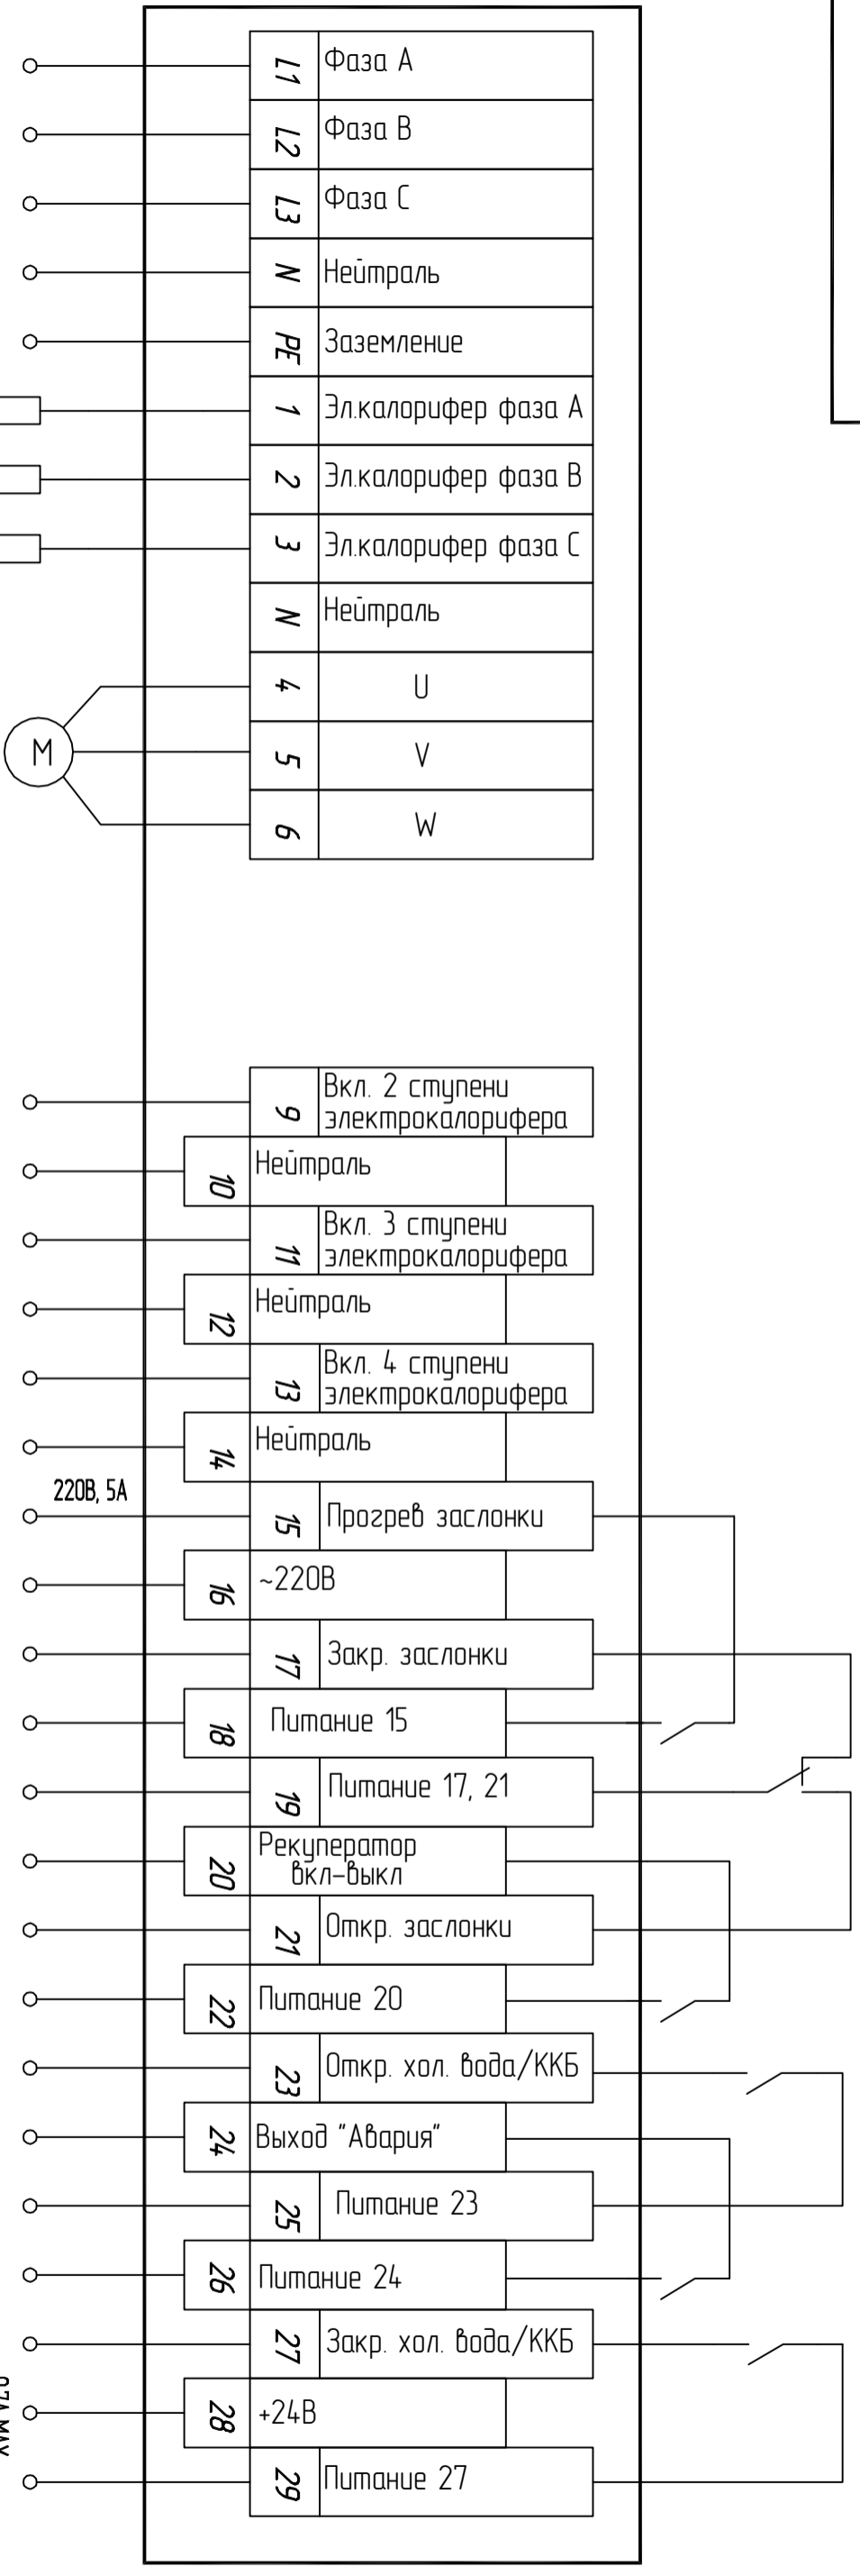 L1 Фаза А
L2 Фаза В
L3 Фаза С
N Нейтраль
PE Заземление
1 Эл.калорифер фаза А
2 Эл.калорифер фаза В
3 Эл.калорифер фаза С
N Нейтраль
4 U
5 V
M
6 W
9 Вкл. 2 ступени
электрокалорифера
10 Нейтраль
11 Вкл. 3 ступени
электрокалорифера
12 Нейтраль
13 Вкл. 4 ступени
электрокалорифера
14 Нейтраль
220В, 5А
15 Прогрев заслонки
16 ~220В
17 Закр. заслонки
18 Питание 15
19 Питание 17, 21
20 Рекуператор
вкл-выкл
21 Откр. заслонки
22 Питание 20
23 Откр. хол. вода/ККБ
24 Выход "Авария"
25 Питание 23
26 Питание 24
27 Закр. хол. вода/ККБ
28 +24В
29 Питание 27